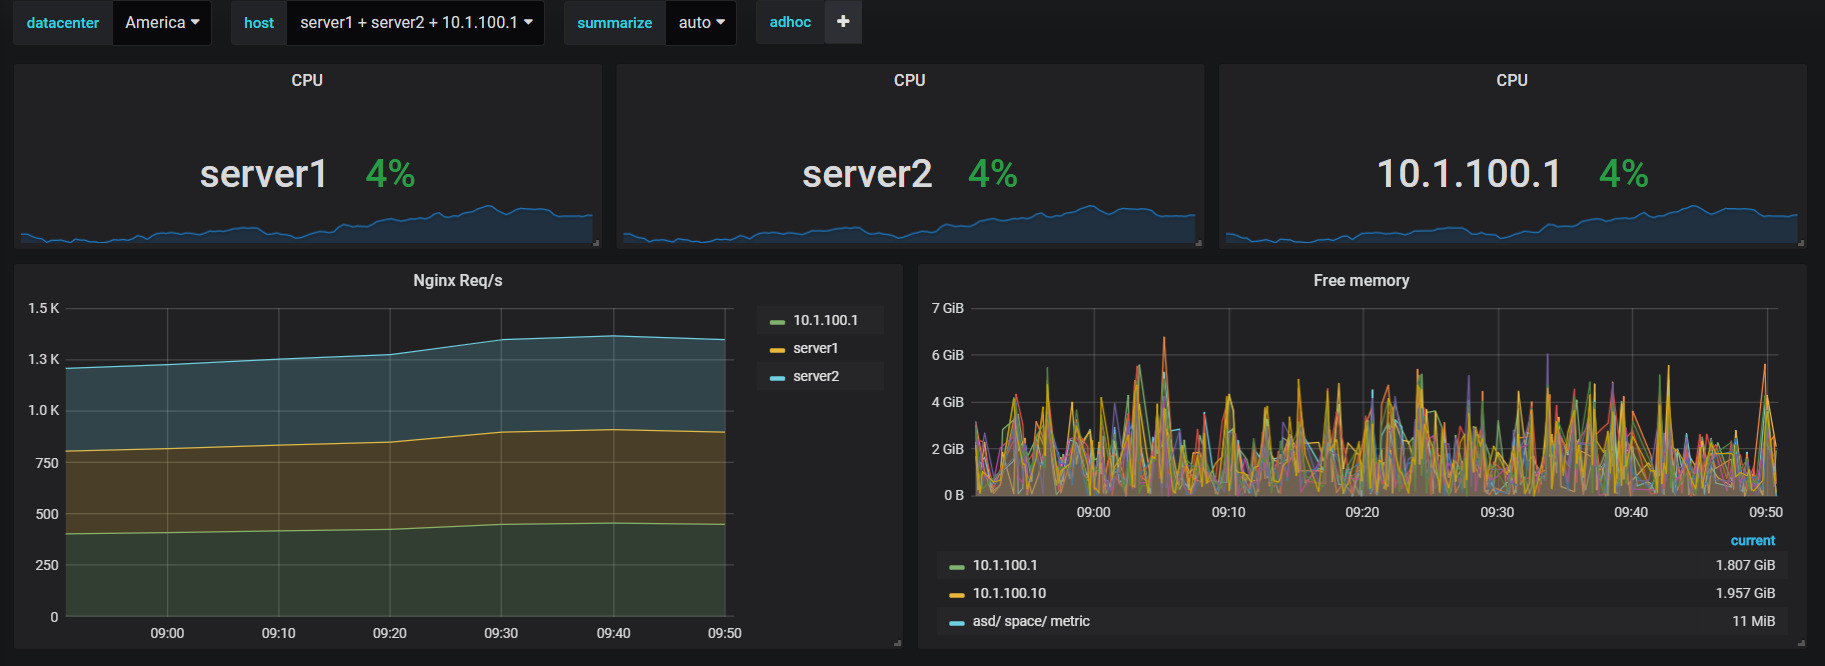 datacenter America host server1 + server2 + 10.1.100.1 summarize auto adhoc +
CPU
server1 4%
CPU
server2 4%
CPU
10.1.100.1 4%
Nginx Req/s
1.5 K
1.3 K
1.0 K
750
500
250
0
09:00 09:10 09:20 09:30 09:40 09:50
10.1.100.1
server1
server2
Free memory
7 GiB
6 GiB
4 GiB
2 GiB
0 B
09:00 09:10 09:20 09:30 09:40 09:50
current
10.1.100.1 1.807 GiB
10.1.100.10 1.957 GiB
asd/ space/ metric 11 MiB